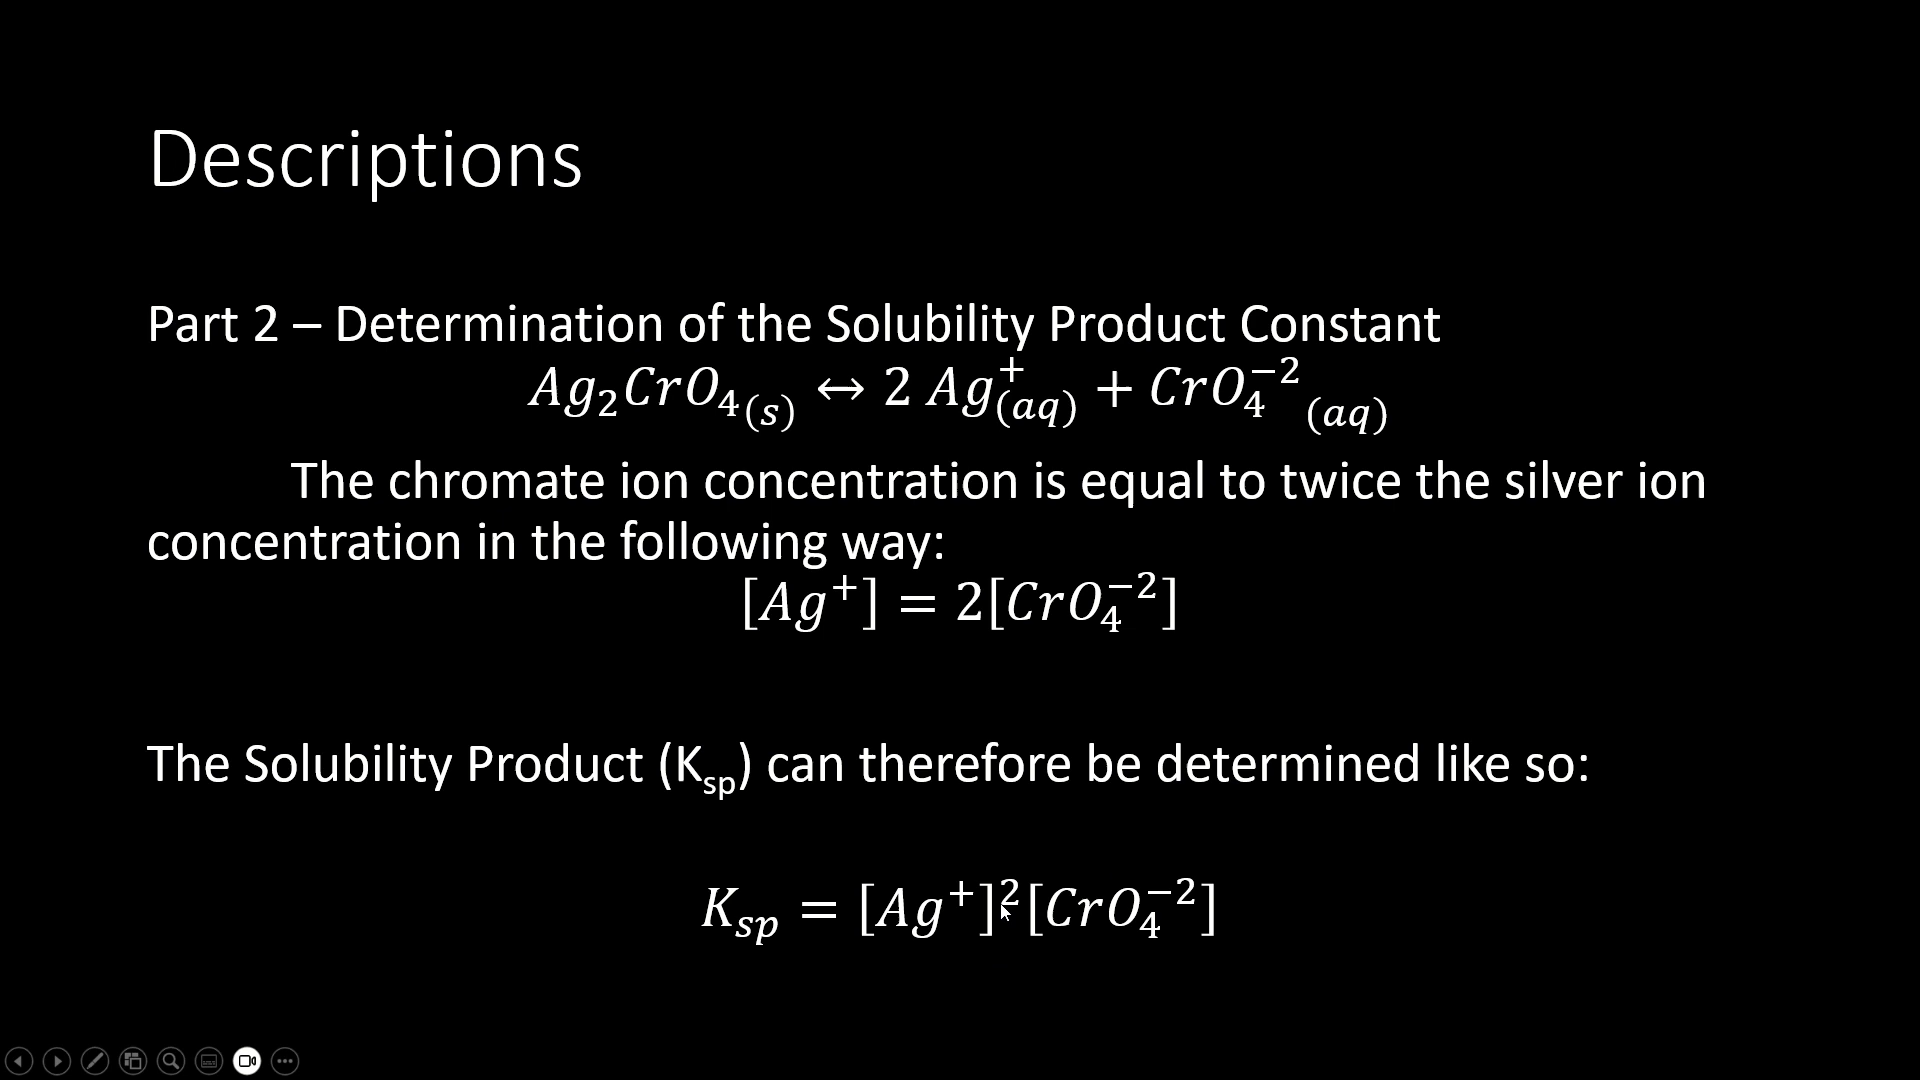 Descriptions
Part 2 – Determination of the Solubility Product Constant
Ag₂CrO₄₍s₎ ↔ 2 Ag⁺₍aq₎ + CrO₄⁻²₍aq₎
The chromate ion concentration is equal to twice the silver ion
concentration in the following way:
[Ag⁺] = 2[CrO₄⁻²]
The Solubility Product (Ksp) can therefore be determined like so:
Ksp = [Ag⁺]²[CrO₄⁻²]